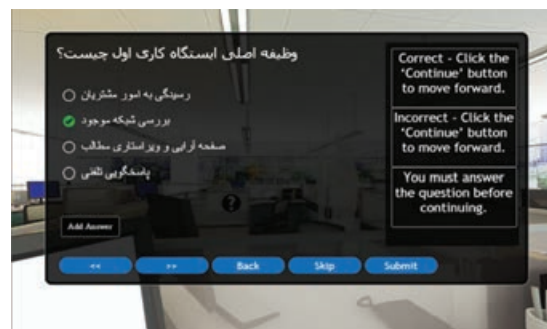 وظیفه اصلی ایستگاه کاری اول چیست؟
رسیدگی به امور مشتریان
بررسی شبکه موجود
صفحه آرایی و ویراستاری مطالب
پاسخگویی تلفنی
?
Add Answer
Correct - Click the
'Continue' button
to move forward.
Incorrect - Click the
'Continue' button
to move forward.
You must answer
the question before
continuing.
<<
>>
Back
Skip
Submit